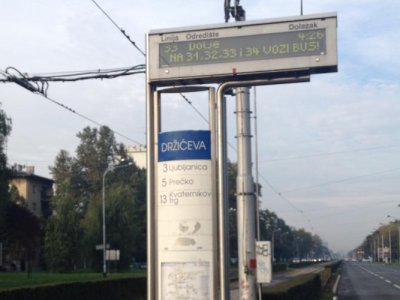 Linija Odredište Dolazak
33 Dolje 4:26
NA 31,32,33 i 34 VOZI BUS!
DRŽIĆEVA
3 Ljubljanica
5 Prečko
13 Kvaternikov trg